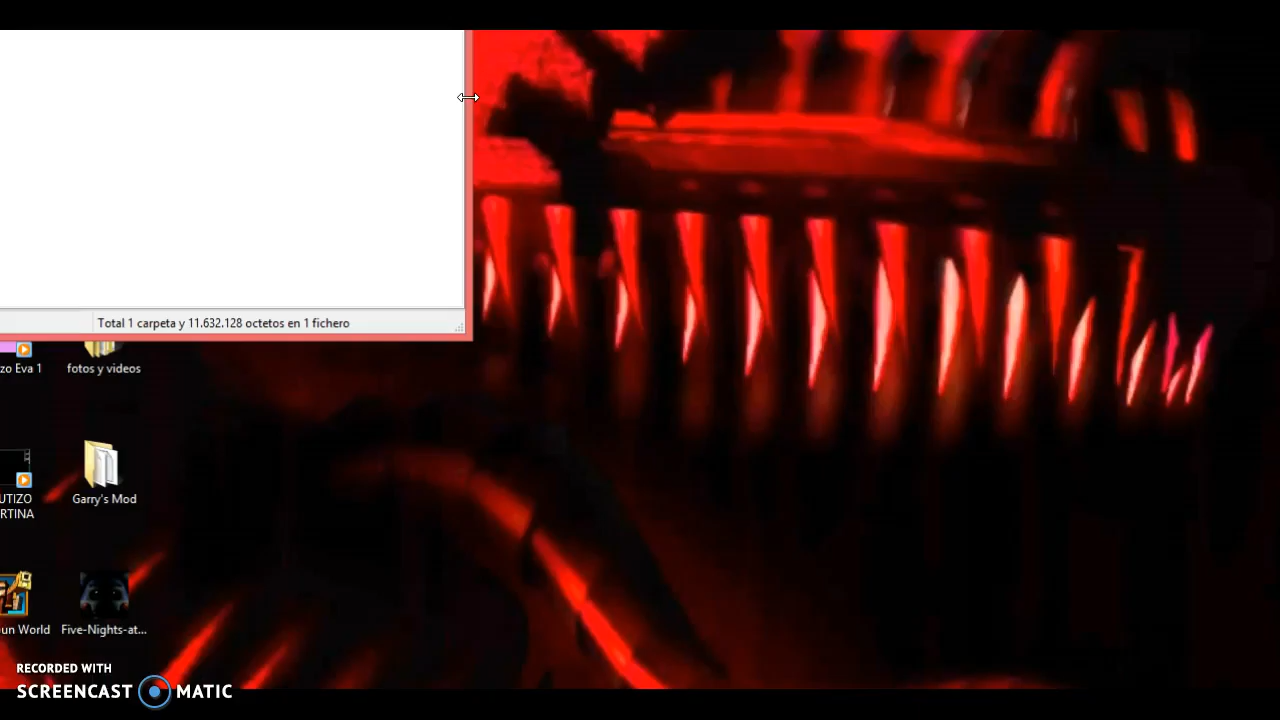 Total 1 carpeta y 11.632.128 octetos en 1 fichero
zo Eva 1
fotos y videos
UTIZO
RTINA
Garry's Mod
un World
Five-Nights-at...
RECORDED WITH
SCREENCAST MATIC